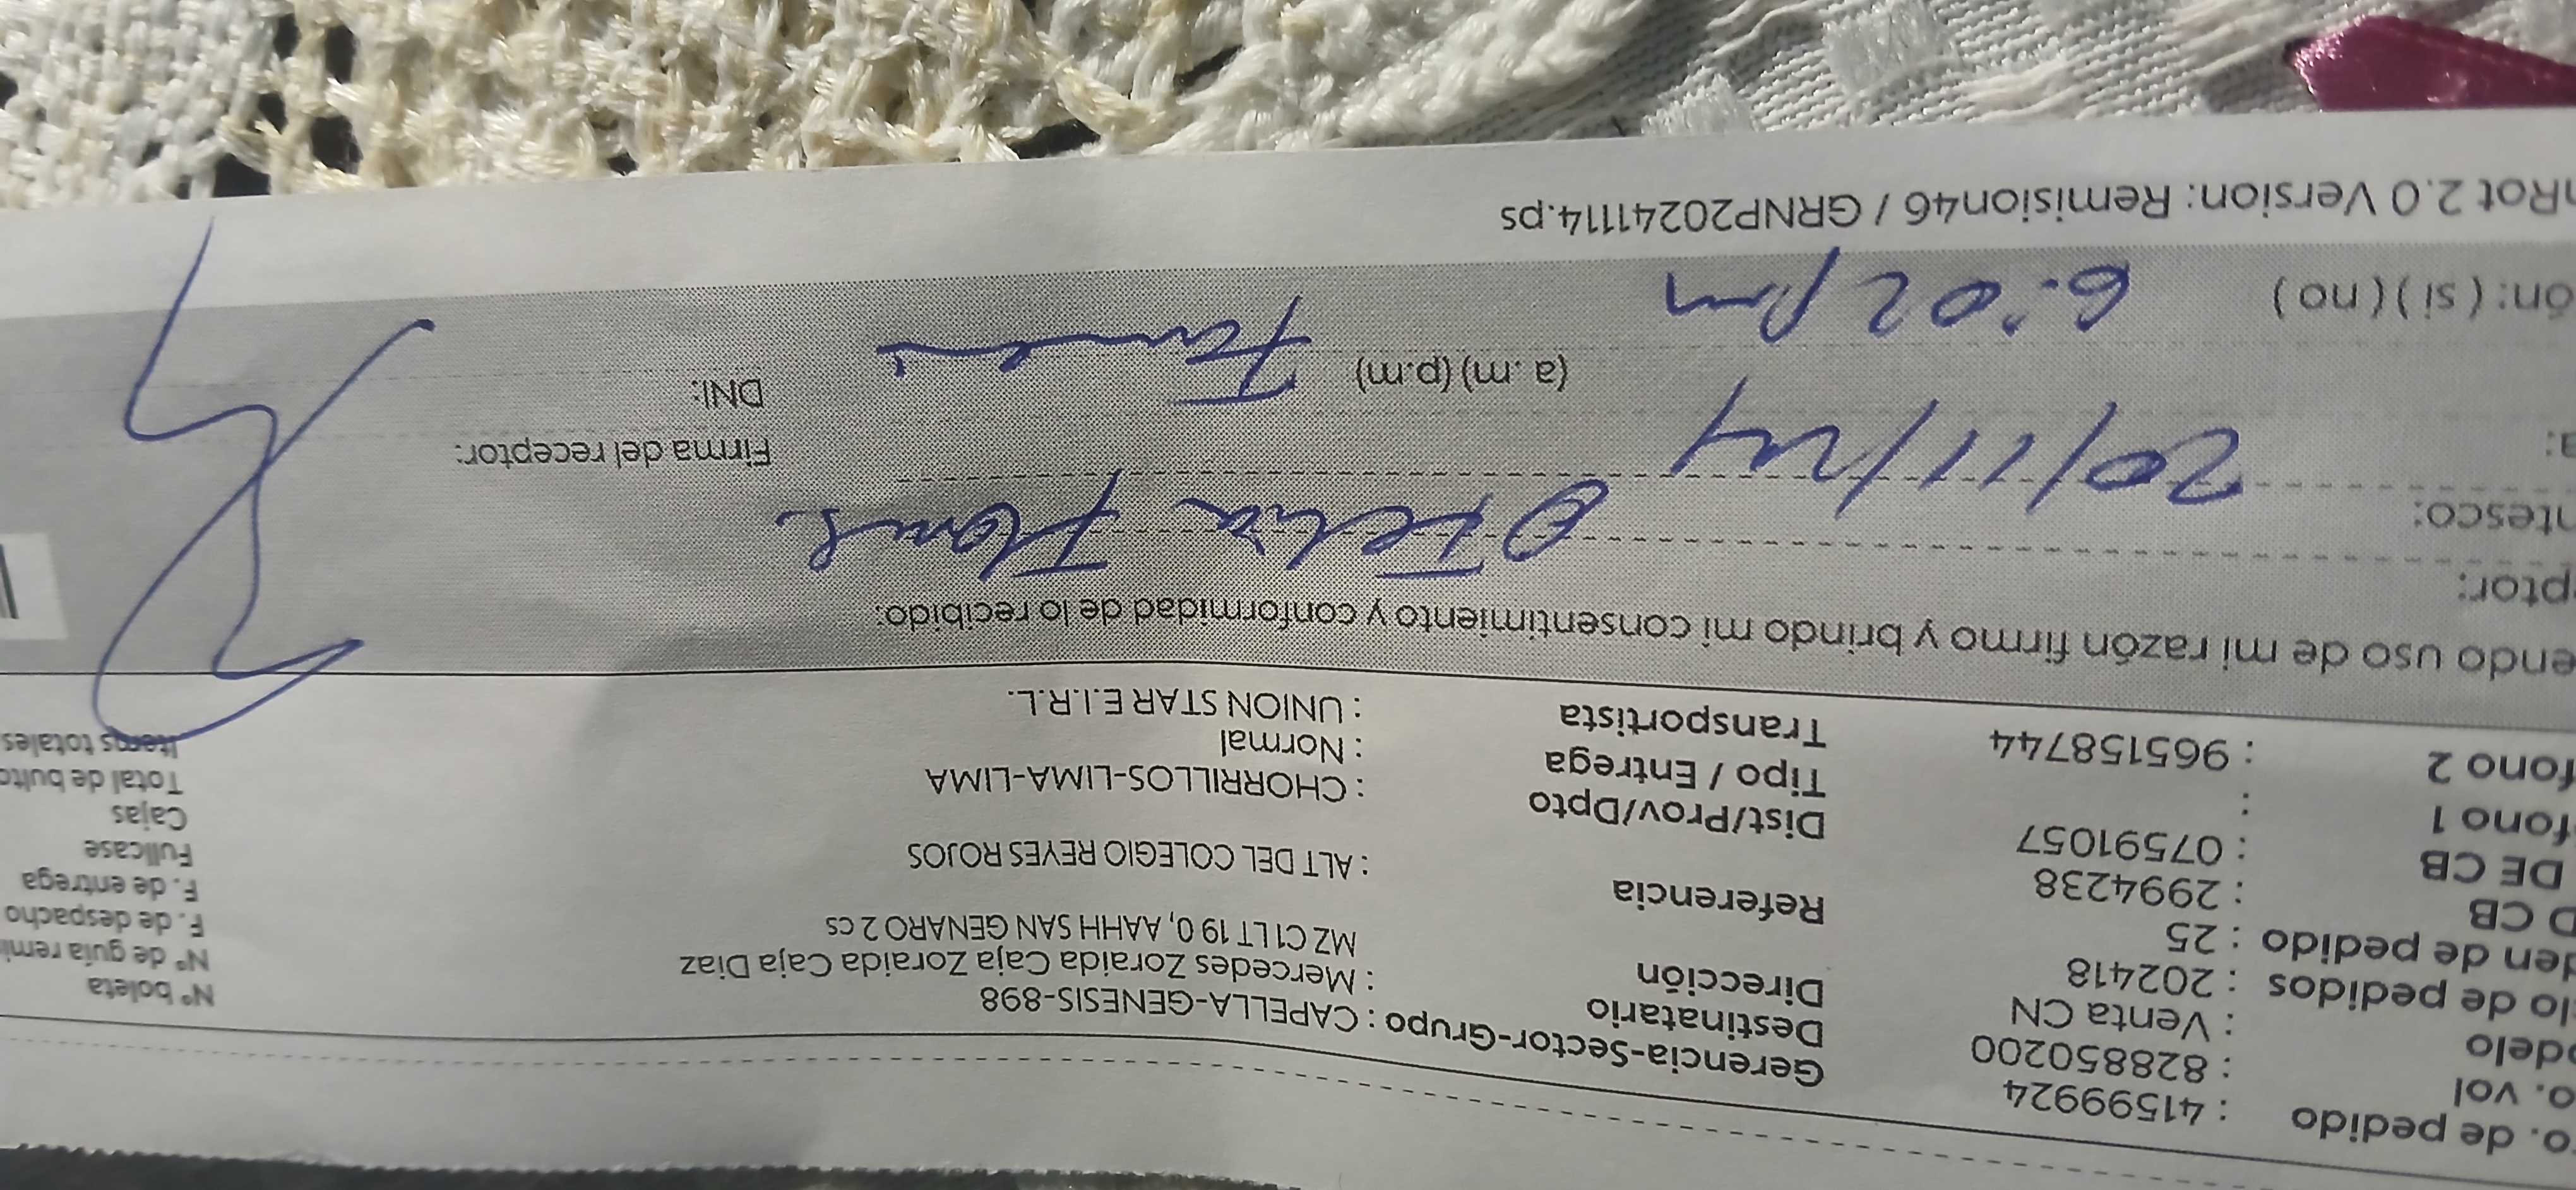 o. de pedido : 41599924
o. vol : 828850200
odelo : Venta CN
lo de pedidos : 202418
den de pedido : 25
D CB : 2994238
DE CB : 07591057
fono 1 :
fono 2 : 965158744
Gerencia-Sector-Grupo : CAPELLA-GENESIS-898
Destinatario : Mercedes Zoraida Caja Zoraida Caja Diaz
Dirección MZ C1 LT 19 0, AAHH SAN GENARO 2 cs
Referencia : ALT DEL COLEGIO REYES ROJOS
Dist/Prov/Dpto : CHORRILLOS-LIMA-LIMA
Tipo / Entrega : Normal
Transportista : UNION STAR E.I.R.L.
N° boleta
N° de guía remi
F. de despacho
F. de entrega
Fullcase
Cajas
Total de bulto
Items totales
endo uso de mi razón firmo y brindo mi consentimiento y conformidad de lo recibido.
ptor:
ntesco:
a: 20/11/24
(a.m) (p.m)
Firma del receptor:
DNI:
ón: ( si ) ( no ) 6:02 pm
nRot 2.0 Version: Remision46 / GRNP20241114.ps